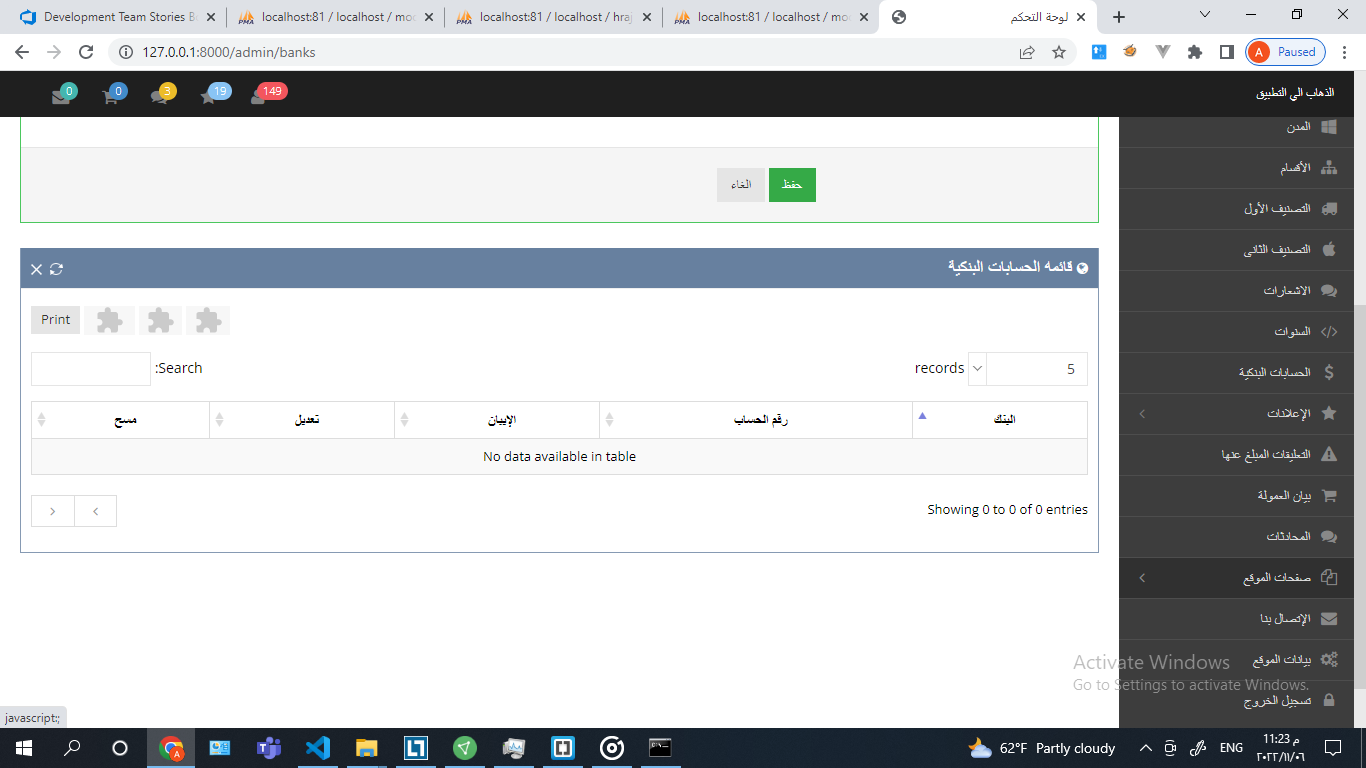 Development Team Stories B
localhost:81 / localhost / mo
localhost:81 / localhost / hraj
localhost:81 / localhost / mo
لوحة التحكم
127.0.0.1:8000/admin/banks
A
Paused
0
0
3
19
149
الذهاب الي التطبيق
المدن
الأقسام
التصنيف الأول
التصنيف الثانى
الاشعارات
السنوات
الحسابات البنكية
الإعلانات
التعليقات المبلغ عنها
بيان العمولة
المحادثات
صفحات الموقع
الإتصال بنا
بيانات الموقع
تسجيل الخروج
حفظ
الغاء
قائمه الحسابات البنكية
Print
:Search
records
5
البنك
رقم الحساب
الإيبان
تعديل
مسح
No data available in table
Showing 0 to 0 of 0 entries
Activate Windows
Go to Settings to activate Windows.
javascript:;
62°F Partly cloudy
ENG
11:23 م
٢٠٢٢/١١/٠٦